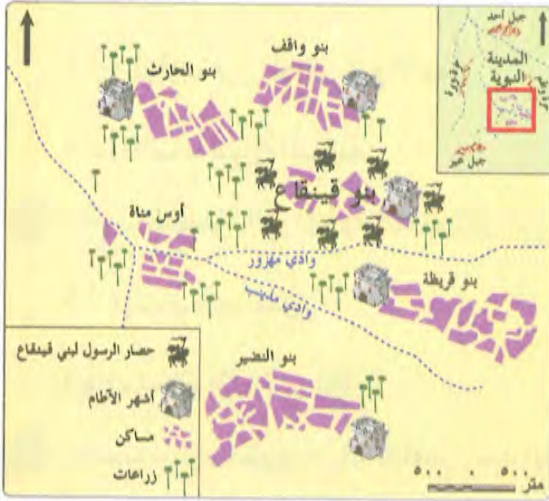 جبل أحد
المدينة
النبوية
جبل عير
بنو واقف
بنو الحارث
بنو قينقاع
أوس مناة
وادي مهزور
بنو قريظة
وادي مذينب
بنو النضير
حصار الرسول لبني قينقاع
أشهر الآطام
مساكن
زراعات
٥٠٠ ٠ ٥٠٠
متر